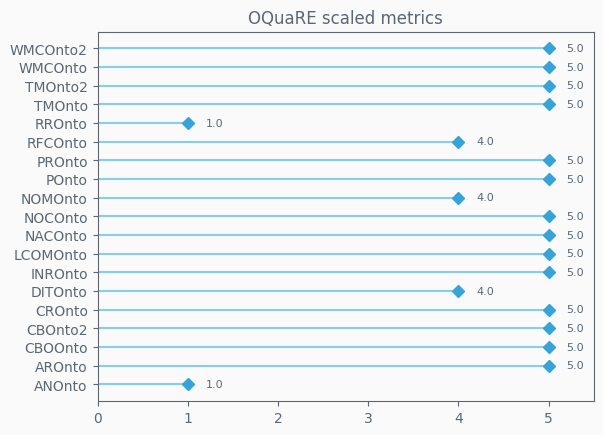 OQuaRE scaled metrics
WMCOnto2 5.0
WMCOnto 5.0
TMOnto2 5.0
TMOnto 5.0
RROnto 1.0
RFCOnto 4.0
PROnto 5.0
POnto 5.0
NOMOnto 4.0
NOCOnto 5.0
NACOnto 5.0
LCOMOnto 5.0
INROnto 5.0
DITOnto 4.0
CROnto 5.0
CBOnto2 5.0
CBOOnto 5.0
AROnto 5.0
ANOnto 1.0
0 1 2 3 4 5